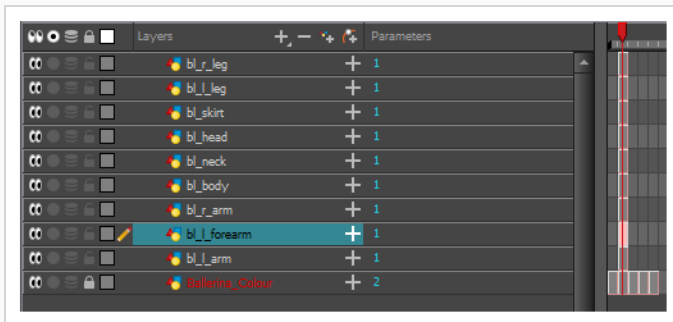 Layers Parameters
bl_r_leg 1
bl_l_leg 1
bl_skirt 1
bl_head 1
bl_neck 1
bl_body 1
bl_r_arm 1
bl_l_forearm 1
bl_l_arm 1
Ballerina_Colour 2